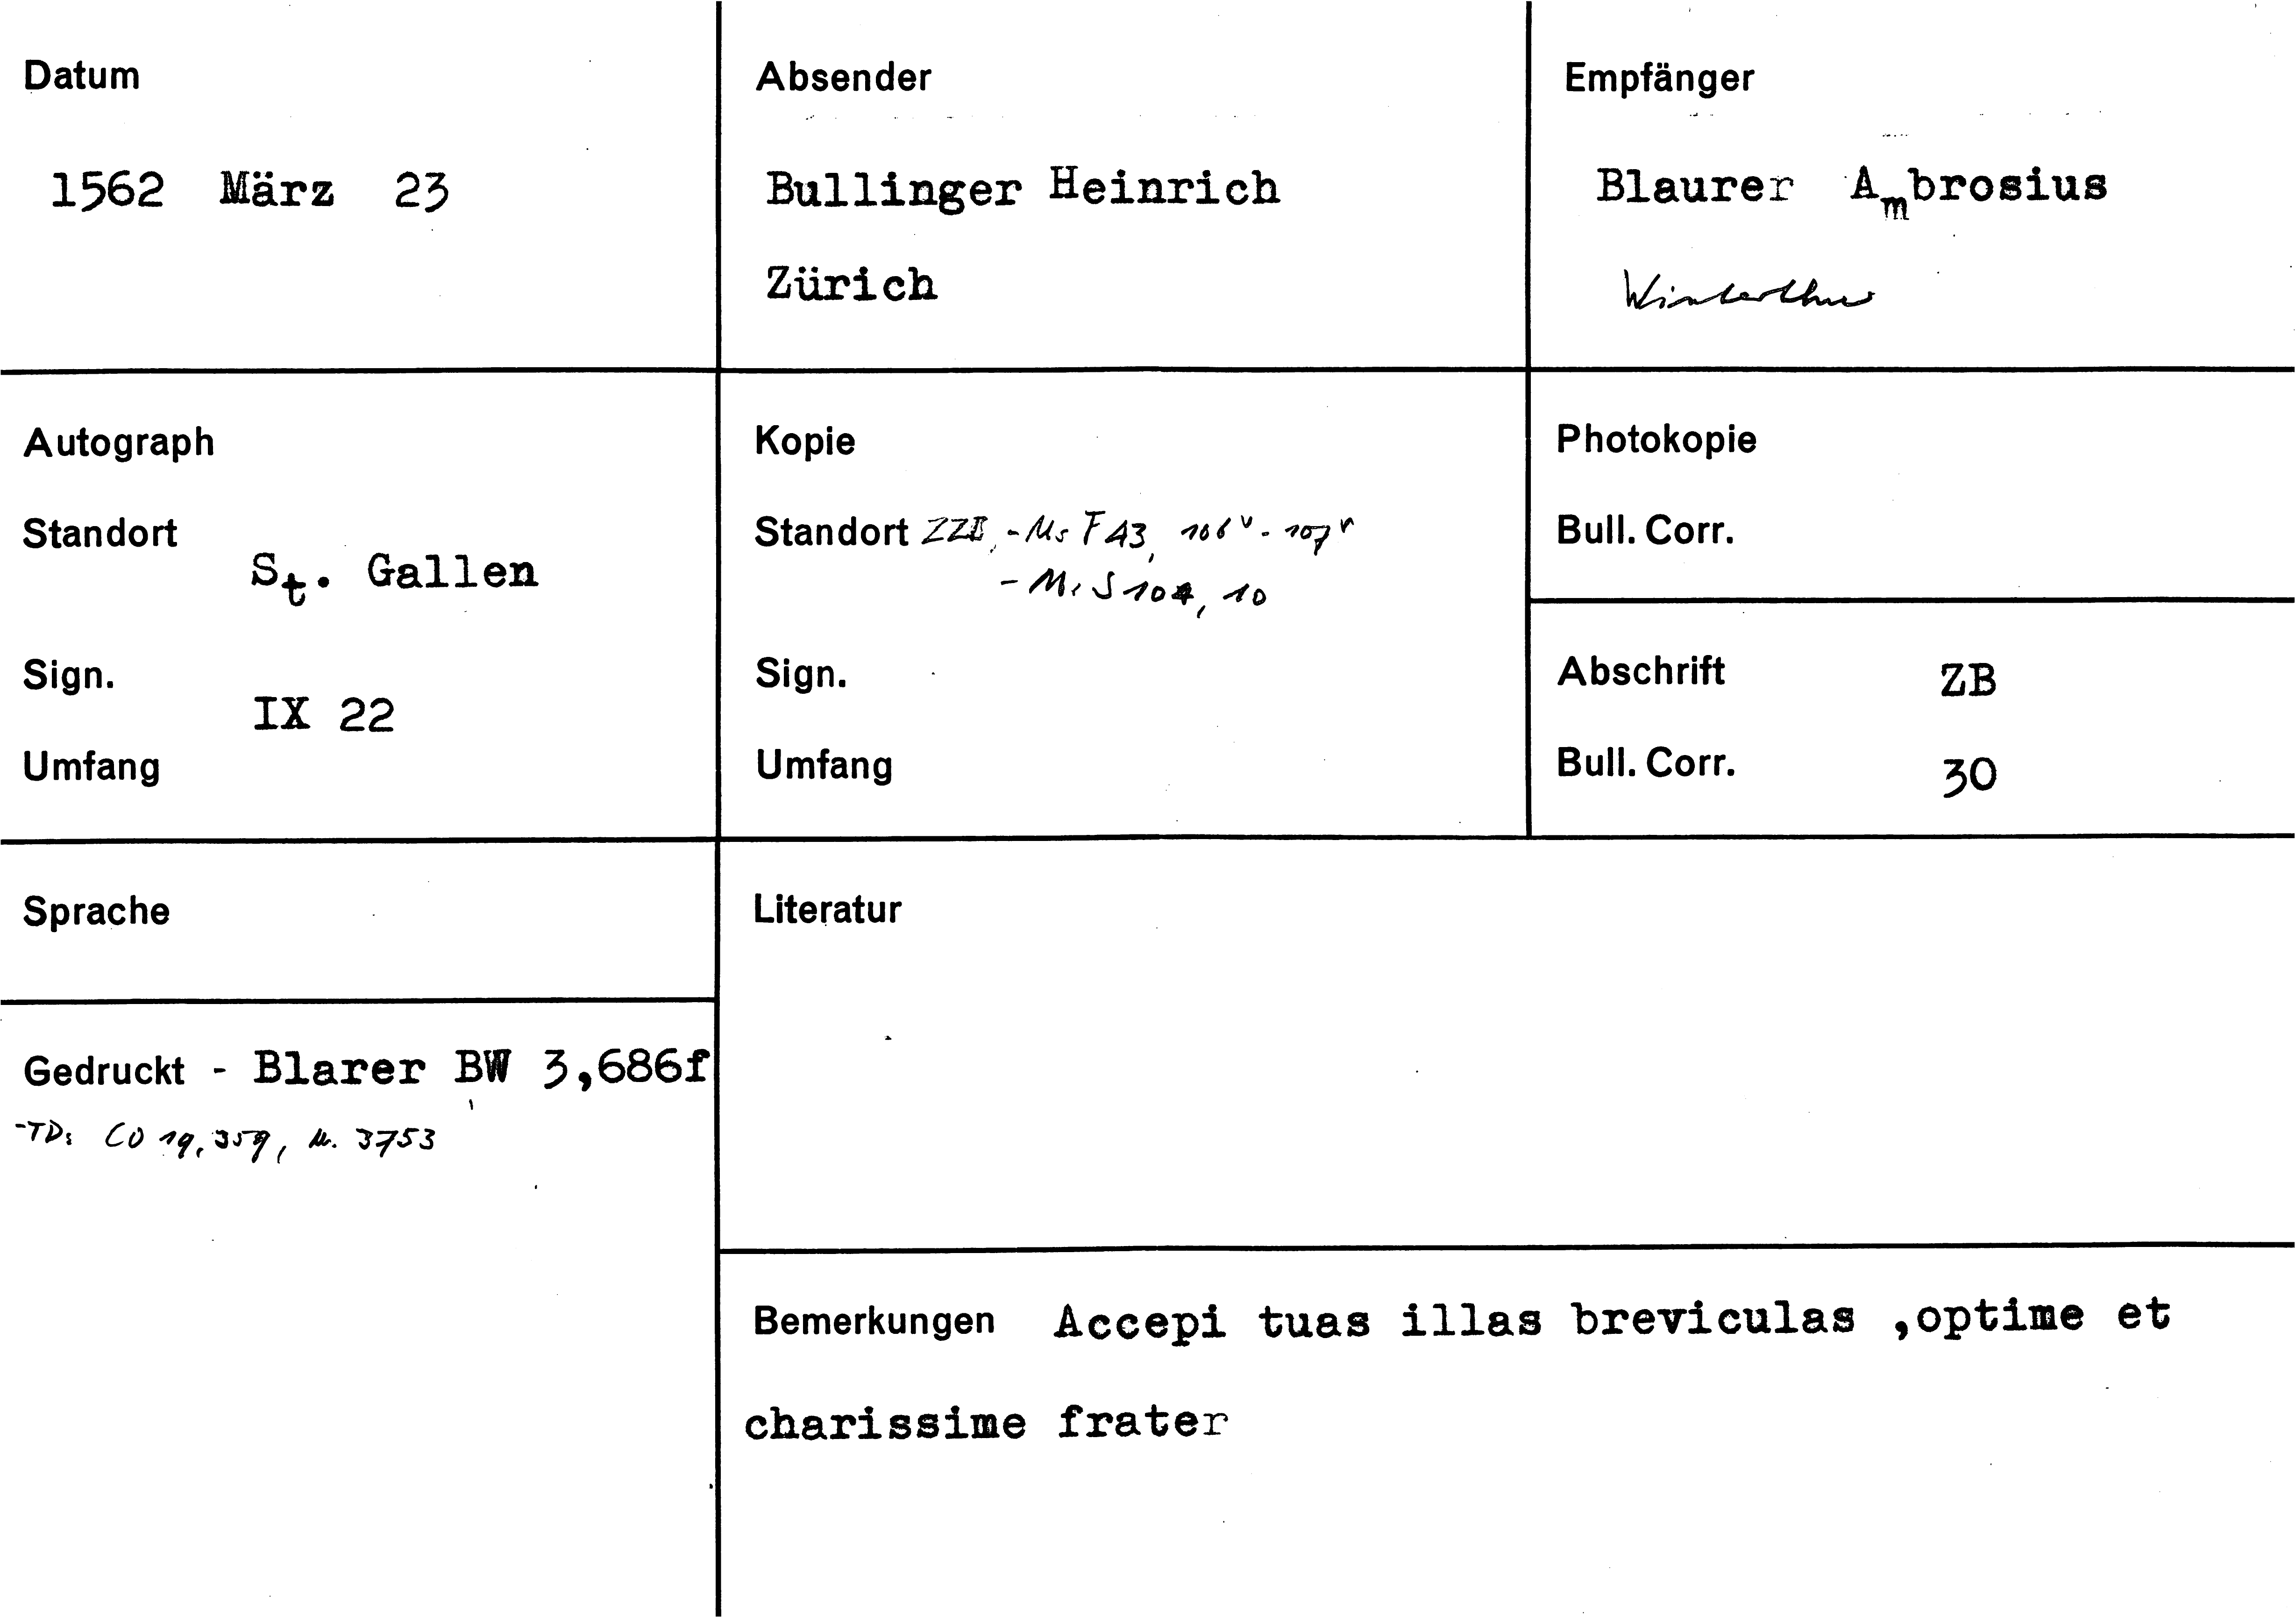 Datum
1562 März 23
Absender
Bullinger Heinrich
Zürich
Empfänger
Blaurer Ambrosius
Winterthur
Autograph
Standort
St. Gallen
Sign.
IX 22
Umfang
Kopie
Standort ZZB, - Ms F 43, 106v - 107r
- Ms S 104, 10
Sign.
Umfang
Photokopie
Bull. Corr.
Abschrift ZB
Bull. Corr. 30
Sprache
Gedruckt - Blarer BW 3,686f
- TD: CO 19, 359, Nr. 3753
Literatur
Bemerkungen Accepi tuas illas breviculas ,optime et
charissime frater